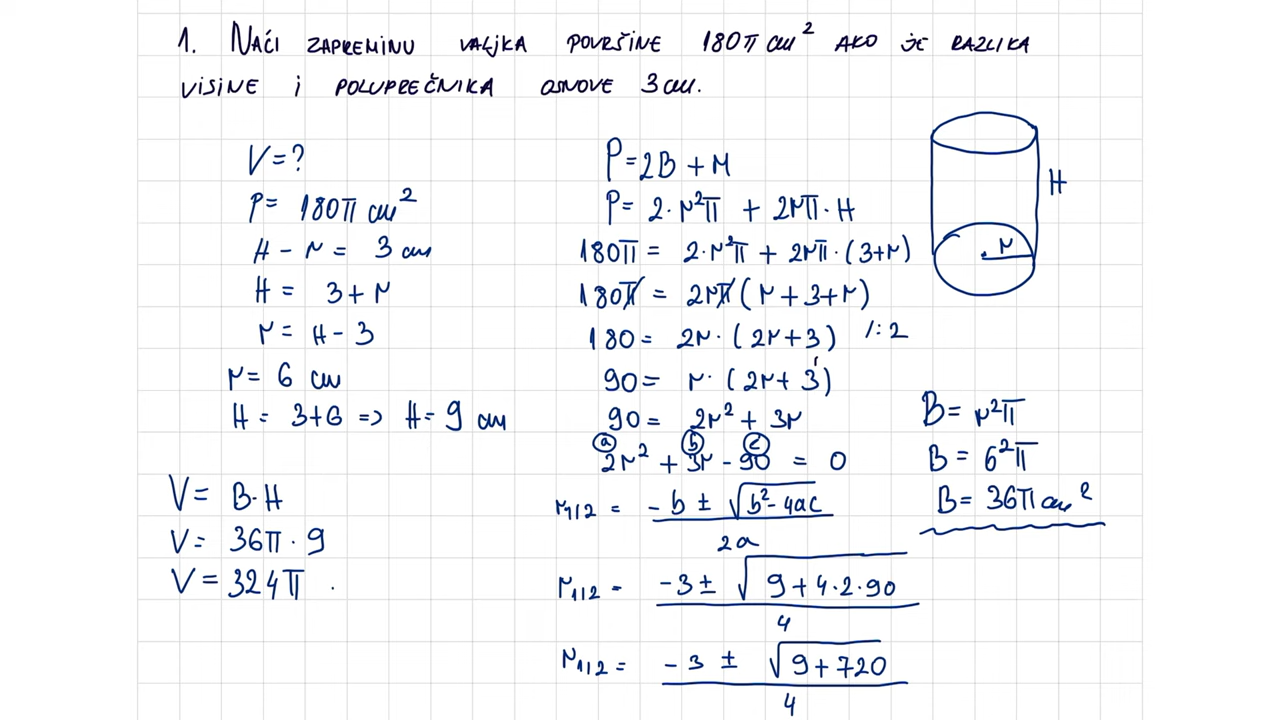 1. NAĆI ZAPREMINU VALJKA POVRŠINE 180π cm² AKO JE RAZLIKA
VISINE i POLUPREČNIKA OSNOVE 3 cm.
V = ?
P = 180π cm²
H - r = 3 cm
H = 3 + r
r = H - 3
r = 6 cm
H = 3+6 => H = 9 cm
V = B·H
V = 36π · 9
V = 324π
P = 2B + M
P = 2·r²π + 2rπ·H
180π = 2·r²π + 2rπ·(3+r)
180π = 2rπ(r + 3 + r)
180 = 2r·(2r+3) /:2
90 = r·(2r+3)
90 = 2r² + 3r
a b c
2r² + 3r - 90 = 0
r1/2 = (-b ± √(b²-4ac)) / 2a
r1/2 = (-3 ± √(9+4·2·90)) / 4
r1/2 = (-3 ± √(9+720)) / 4
H
r
B = r²π
B = 6²π
B = 36π cm²